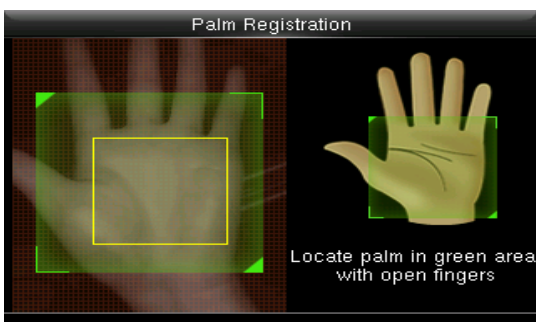 Palm Registration
Locate palm in green area
with open fingers